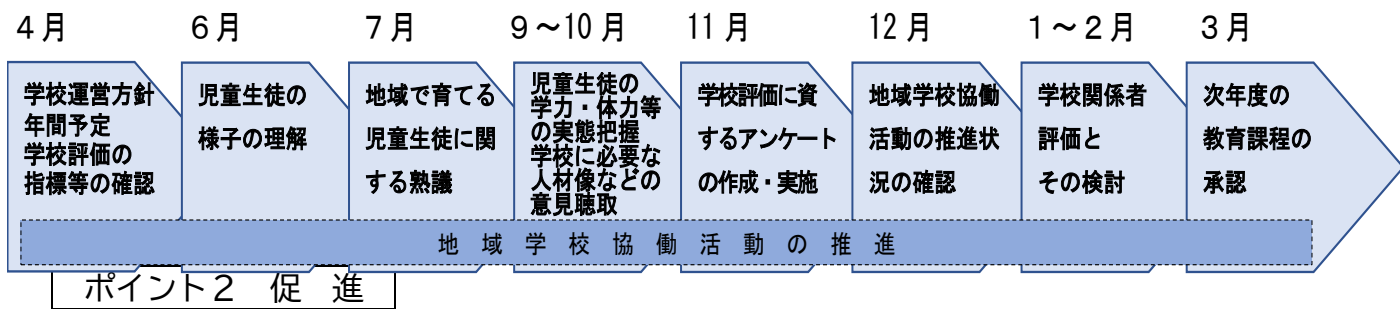 4月
6月
7月
9～10月
11月
12月
1～2月
3月
学校運営方針
年間予定
学校評価の
指標等の確認
児童生徒の
様子の理解
地域で育てる
児童生徒に関
する熟議
児童生徒の
学力・体力等
の実態把握
学校に必要な
人材像などの
意見聴取
学校評価に資
するアンケート
の作成・実施
地域学校協働
活動の推進状
況の確認
学校関係者
評価と
その検討
次年度の
教育課程の
承認
地域学校協働活動の推進
ポイント2 促 進